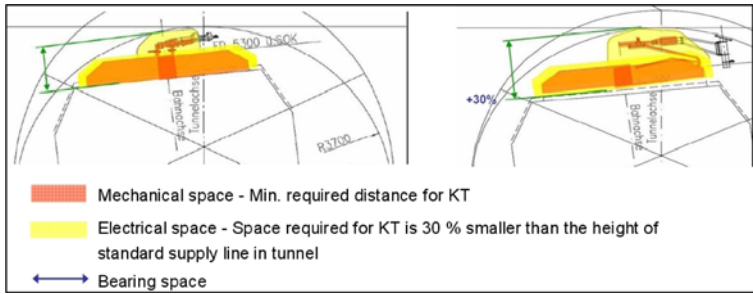 FD 5300 ü.SOK
+30%
Bahnachse
Tunnelachse
Bahnachse
Tunnelachse
R3700
Mechanical space - Min. required distance for KT
Electrical space - Space required for KT is 30 % smaller than the height of
standard supply line in tunnel
Bearing space